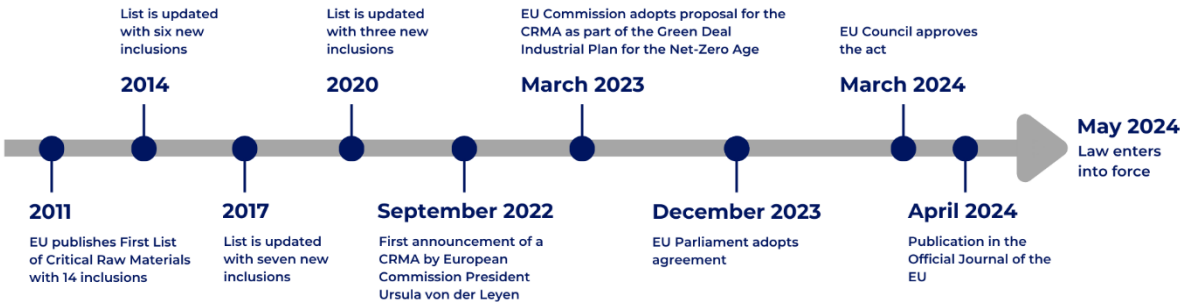 List is updated
with six new
inclusions
2014
List is updated
with three new
inclusions
2020
EU Commission adopts proposal for the
CRMA as part of the Green Deal
Industrial Plan for the Net-Zero Age
March 2023
EU Council approves
the act
March 2024
May 2024
Law enters
into force
2011
EU publishes First List
of Critical Raw Materials
with 14 inclusions
2017
List is updated
with seven new
inclusions
September 2022
First announcement of a
CRMA by European
Commission President
Ursula von der Leyen
December 2023
EU Parliament adopts
agreement
April 2024
Publication in the
Official Journal of the
EU